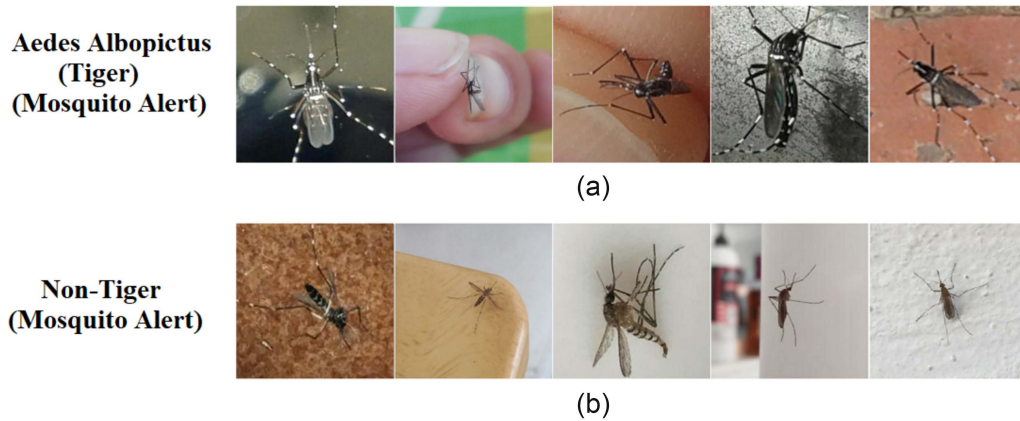 Aedes Albopictus
(Tiger)
(Mosquito Alert)
(a)
Non-Tiger
(Mosquito Alert)
(b)